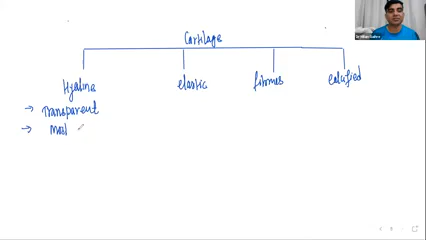 Cartilage
Hyaline elastic fibrous calcified
→ Transparent
→ Most